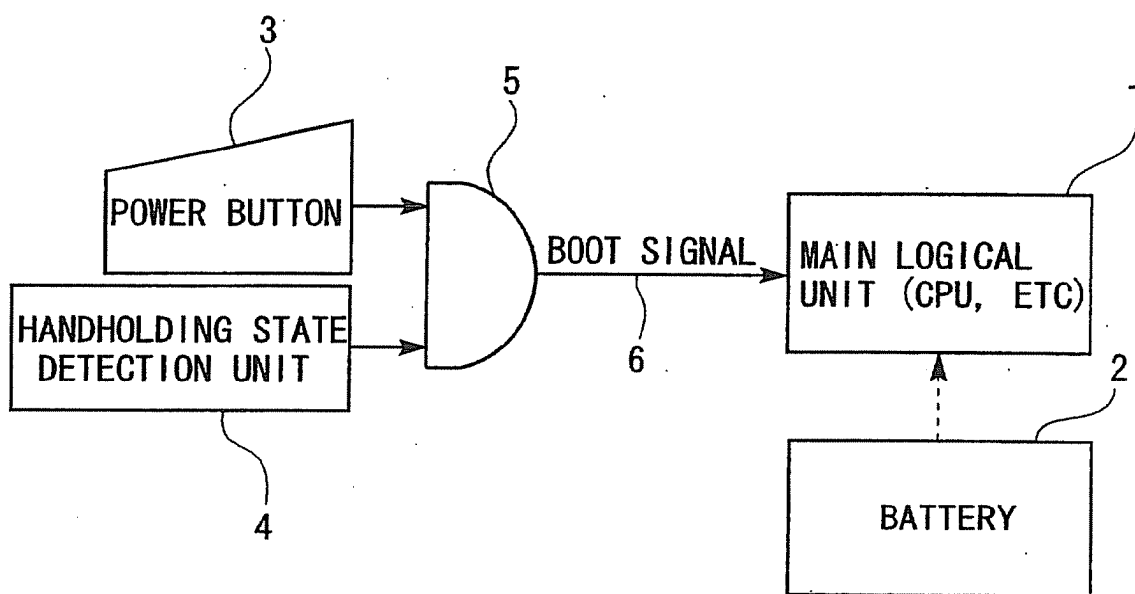 3
5
POWER BUTTON
BOOT SIGNAL
MAIN LOGICAL
UNIT (CPU, ETC)
HANDHOLDING STATE
DETECTION UNIT
6
2
4
BATTERY